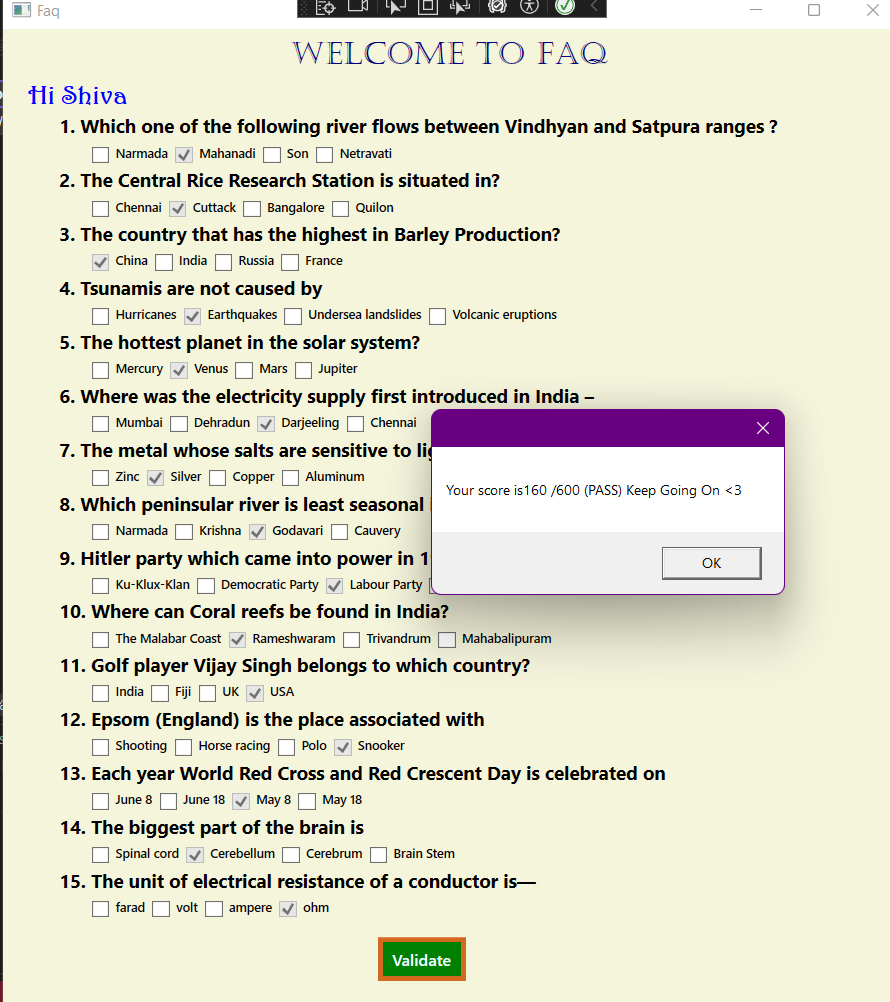 Faq
WELCOME TO FAQ
Hi Shiva
1. Which one of the following river flows between Vindhyan and Satpura ranges ?
Narmada Mahanadi Son Netravati
2. The Central Rice Research Station is situated in?
Chennai Cuttack Bangalore Quilon
3. The country that has the highest in Barley Production?
China India Russia France
4. Tsunamis are not caused by
Hurricanes Earthquakes Undersea landslides Volcanic eruptions
5. The hottest planet in the solar system?
Mercury Venus Mars Jupiter
6. Where was the electricity supply first introduced in India –
Mumbai Dehradun Darjeeling Chennai
7. The metal whose salts are sensitive to
Zinc Silver Copper Aluminum
8. Which peninsular river is least seasonal
Narmada Krishna Godavari Cauvery
9. Hitler party which came into power in
Ku-Klux-Klan Democratic Party Labour Party
Your score is160 /600 (PASS) Keep Going On <3
OK
10. Where can Coral reefs be found in India?
The Malabar Coast Rameshwaram Trivandrum Mahabalipuram
11. Golf player Vijay Singh belongs to which country?
India Fiji UK USA
12. Epsom (England) is the place associated with
Shooting Horse racing Polo Snooker
13. Each year World Red Cross and Red Crescent Day is celebrated on
June 8 June 18 May 8 May 18
14. The biggest part of the brain is
Spinal cord Cerebellum Cerebrum Brain Stem
15. The unit of electrical resistance of a conductor is—
farad volt ampere ohm
Validate